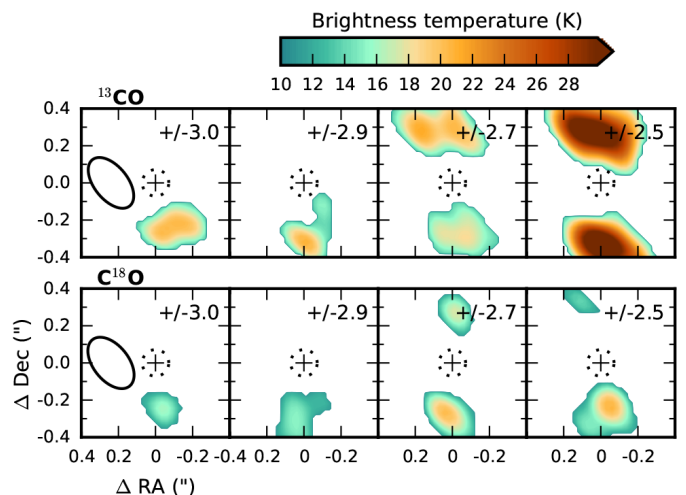 Brightness temperature (K)
10 12 14 16 18 20 22 24 26 28
¹³CO
0.4 +/-3.0 +/-2.9 +/-2.7 +/-2.5
0.2
0.0
-0.2
-0.4
C¹⁸O
0.4 +/-3.0 +/-2.9 +/-2.7 +/-2.5
0.2
0.0
-0.2
-0.4
Δ Dec (")
0.4 0.2 0 -0.2 -0.4 0.2 0 -0.2 0.2 0 -0.2 0.2 0 -0.2
Δ RA (")